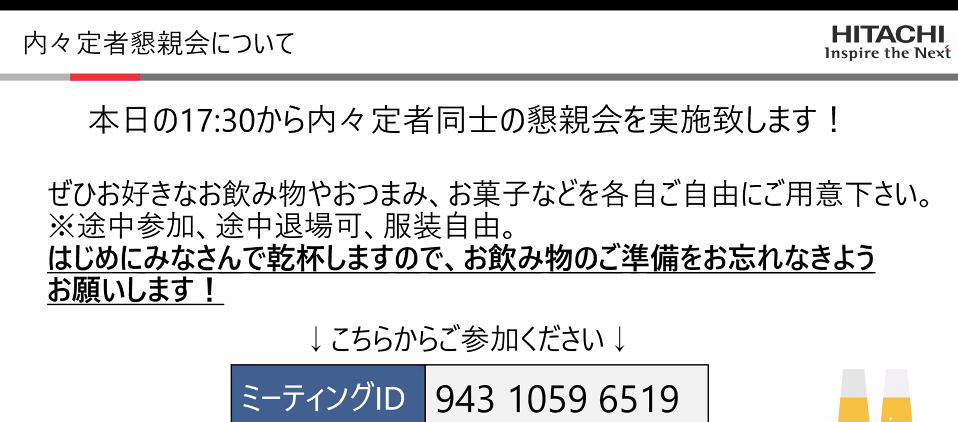 内々定者懇親会について
HITACHI
Inspire the Next
本日の17:30から内々定者同士の懇親会を実施致します！
ぜひお好きなお飲み物やおつまみ、お菓子などを各自ご自由にご用意下さい。
※途中参加、途中退場可、服装自由。
はじめにみなさんで乾杯しますので、お飲み物のご準備をお忘れなきよう
お願いします！
↓こちらからご参加ください↓
ミーティングID 943 1059 6519